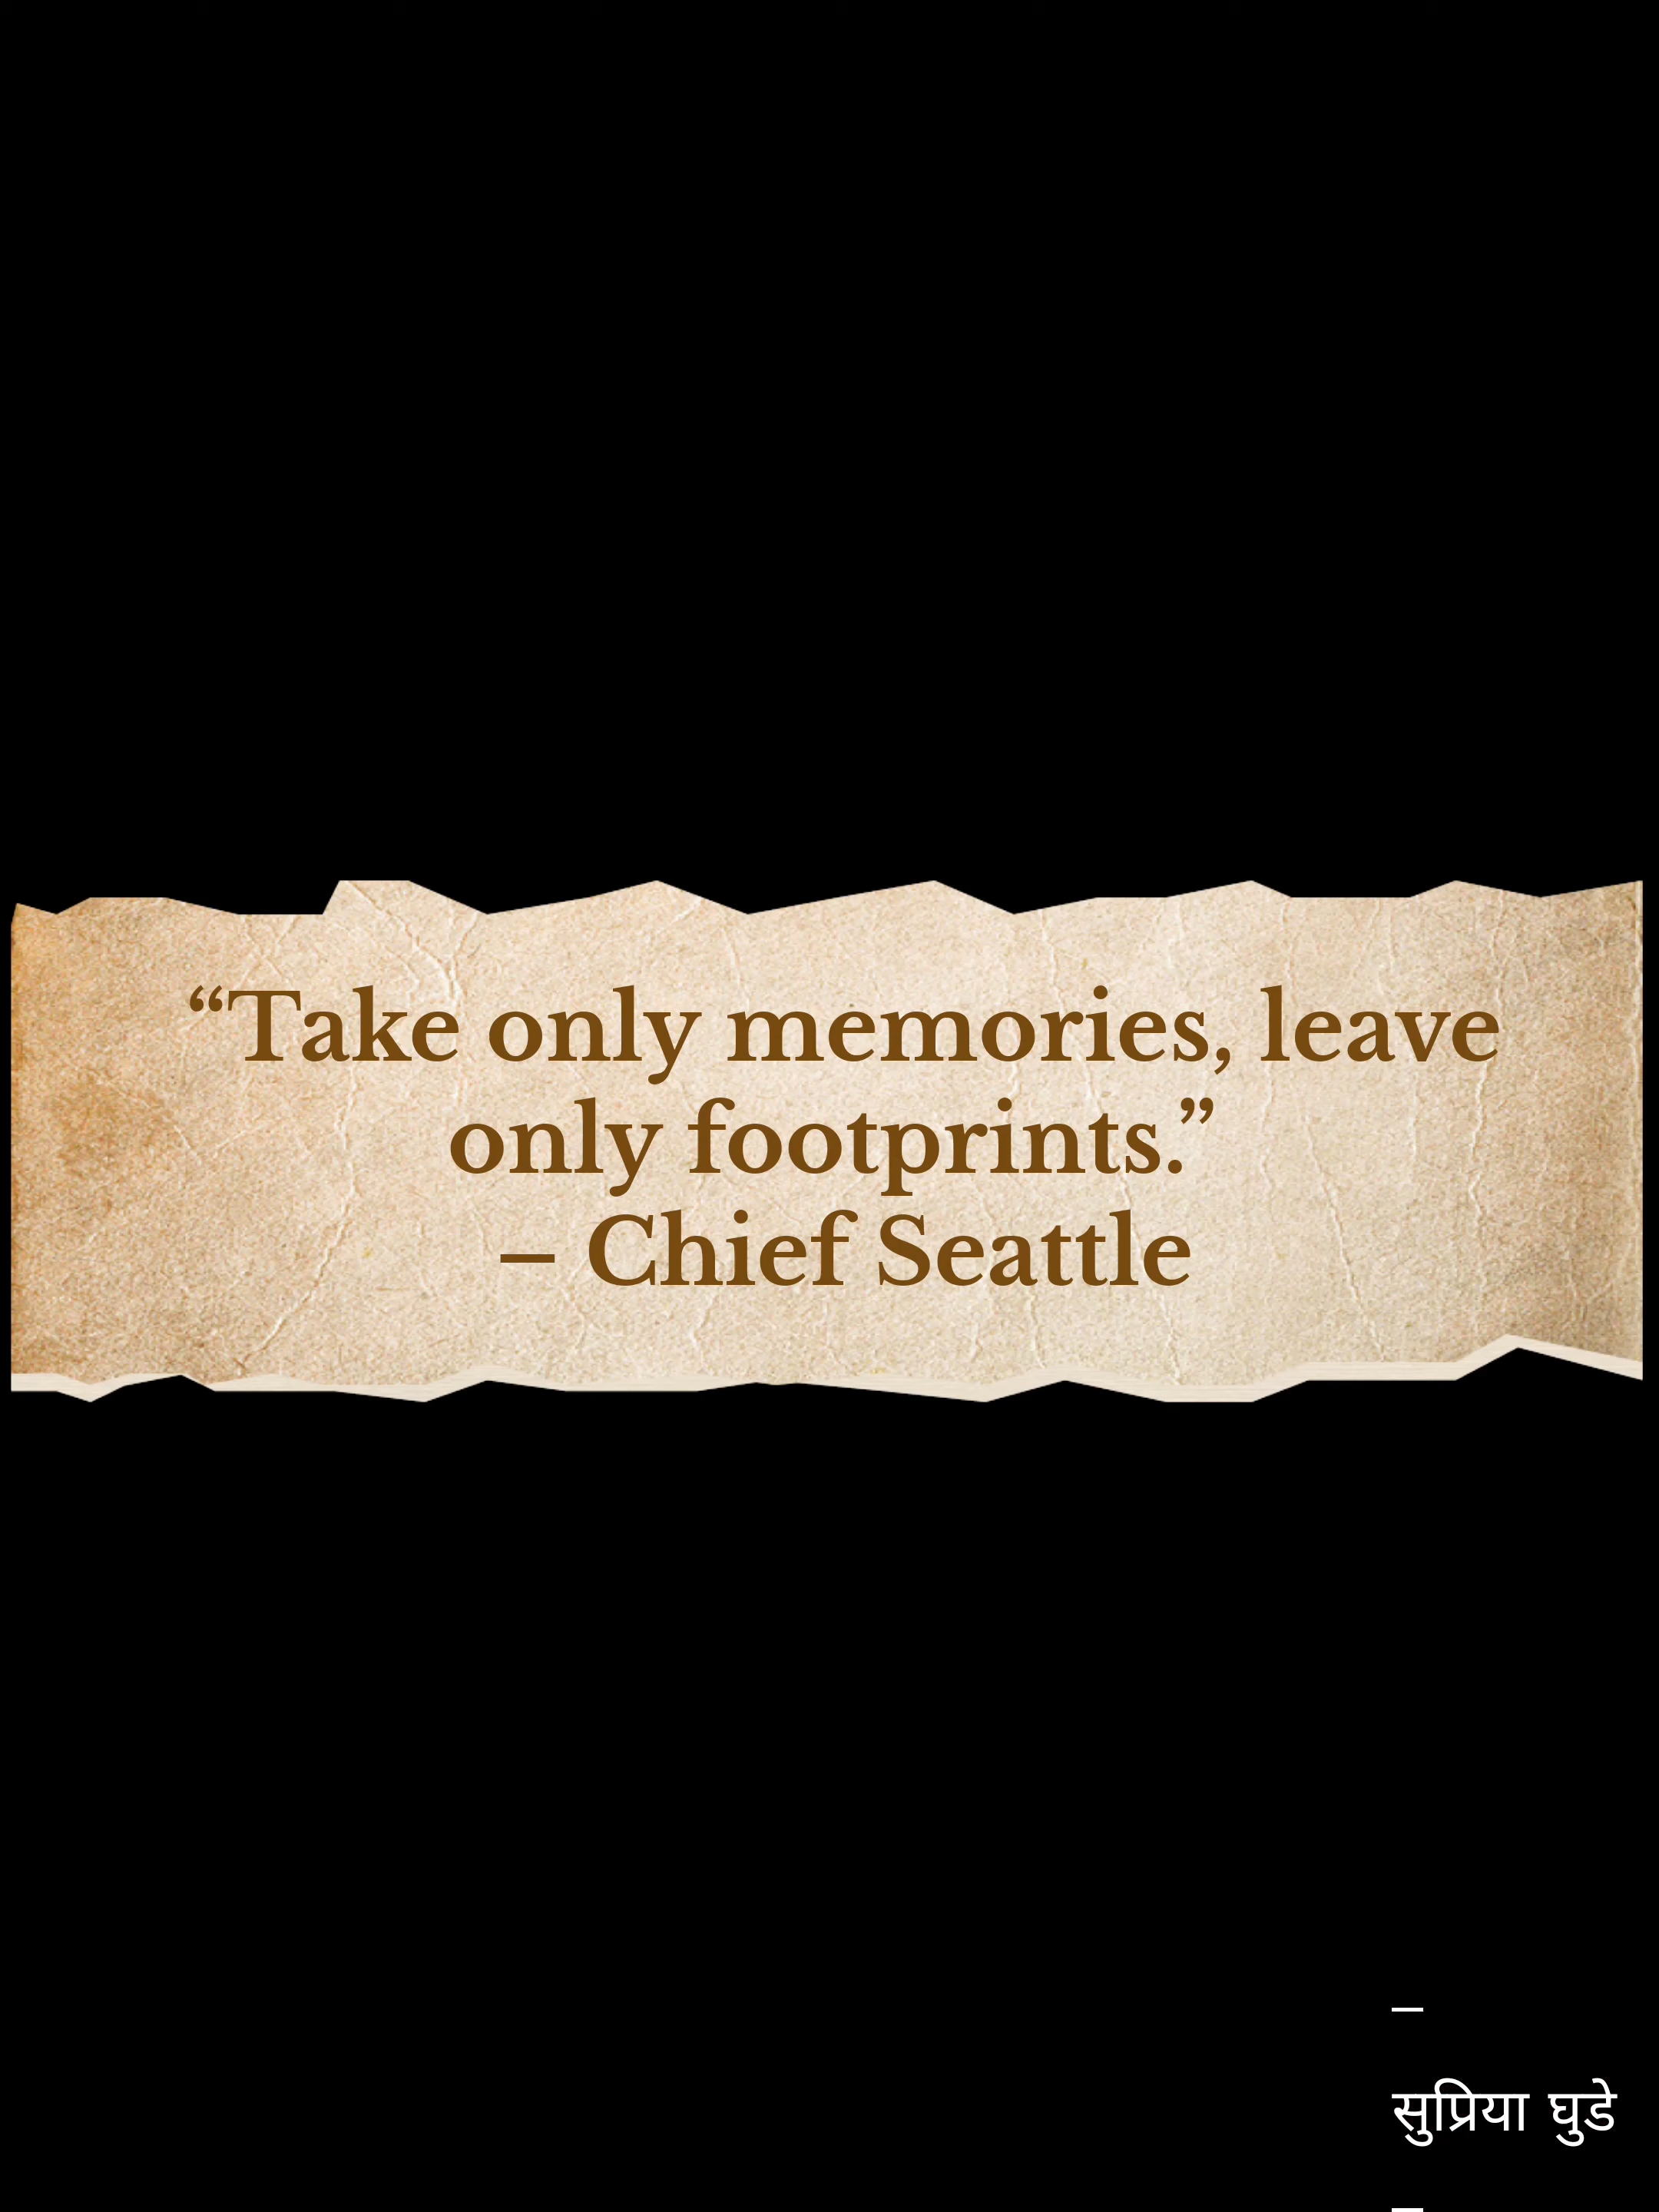 “Take only memories, leave
only footprints.”
– Chief Seattle
–
सुप्रिया घुडे
–